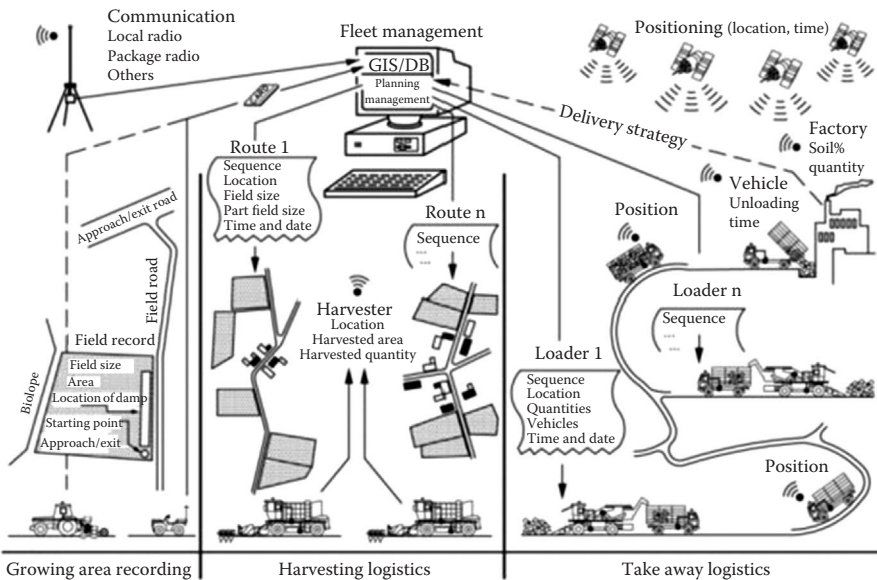 Communication
Local radio
Package radio
Others
Fleet management
GIS/DB
Planning
management
Positioning (location, time)
Delivery strategy
Factory
Soil%
quantity
Vehicle
Unloading
time
Position
Route 1
Sequence
Location
Field size
Part field size
Time and date
Route n
Sequence
...
...
Approach/exit road
Field road
Field record
Field size
Area
Location of damp
Starting point
Approach/exit
Biolope
Harvester
Location
Harvested area
Harvested quantity
Loader n
Sequence
...
...
Loader 1
Sequence
Location
Quantities
Vehicles
Time and date
Position
Growing area recording
Harvesting logistics
Take away logistics